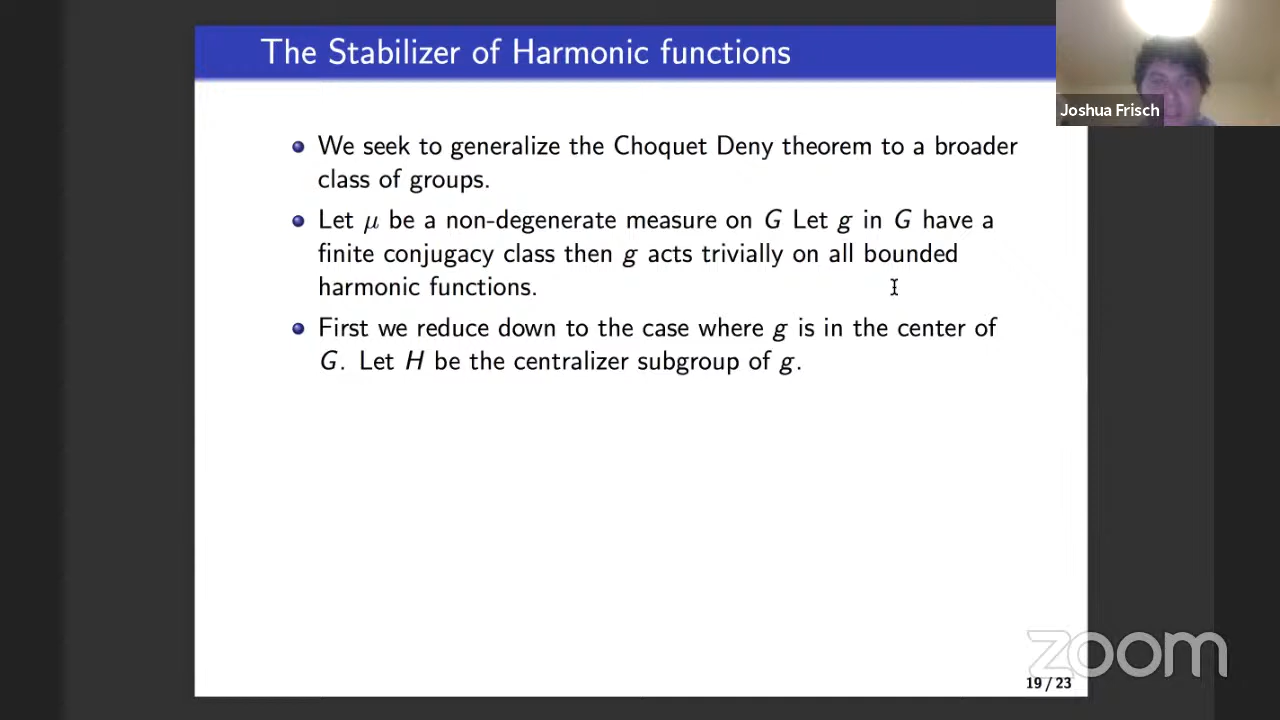 The Stabilizer of Harmonic functions
Joshua Frisch
We seek to generalize the Choquet Deny theorem to a broader
class of groups.
Let μ be a non-degenerate measure on G Let g in G have a
finite conjugacy class then g acts trivially on all bounded
harmonic functions.
First we reduce down to the case where g is in the center of
G. Let H be the centralizer subgroup of g.
zoom
19 / 23